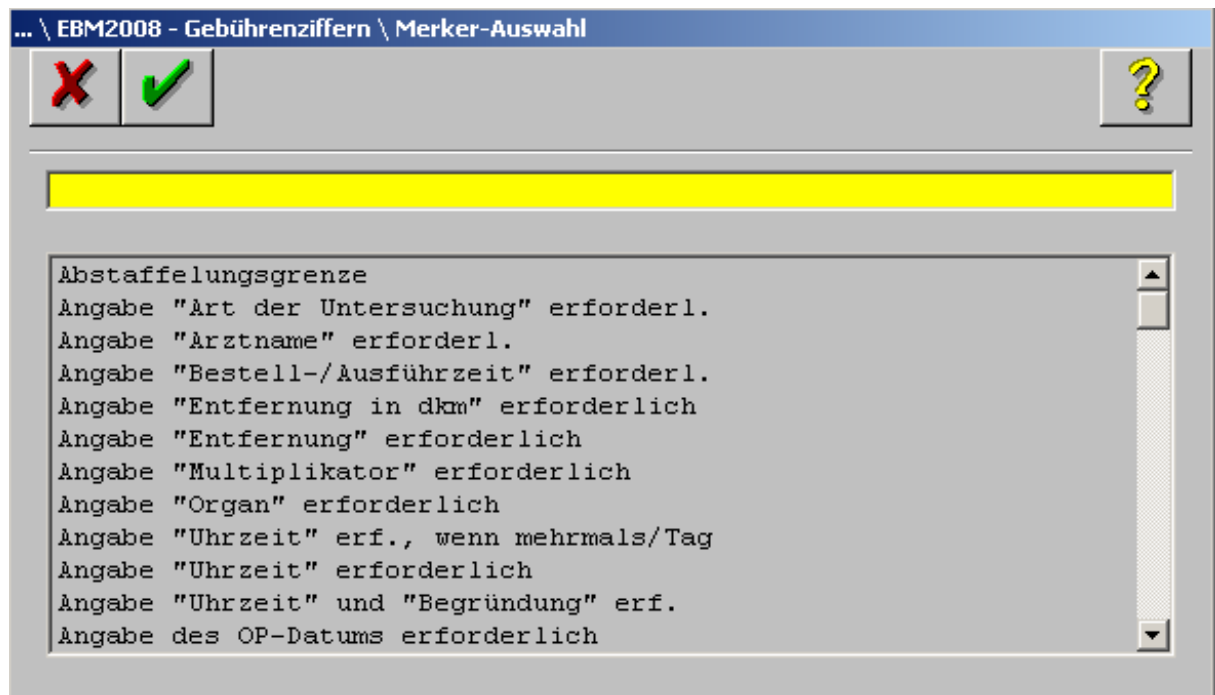 ... \ EBM2008 - Gebührenziffern \ Merker-Auswahl
Abstaffelungsgrenze
Angabe "Art der Untersuchung" erforderl.
Angabe "Arztname" erforderl.
Angabe "Bestell-/Ausführzeit" erforderl.
Angabe "Entfernung in dkm" erforderlich
Angabe "Entfernung" erforderlich
Angabe "Multiplikator" erforderlich
Angabe "Organ" erforderlich
Angabe "Uhrzeit" erf., wenn mehrmals/Tag
Angabe "Uhrzeit" erforderlich
Angabe "Uhrzeit" und "Begründung" erf.
Angabe des OP-Datums erforderlich